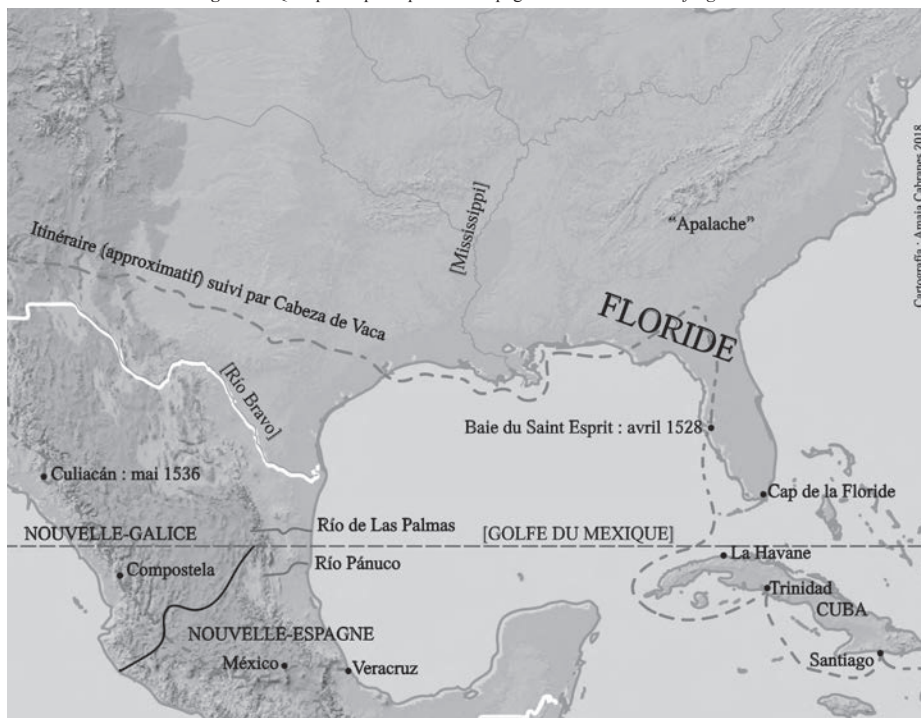 "Apalache"
Cartografía : Amaia Cabranes 2018
[Mississippi]
Itinéraire (approximatif) suivi par Cabeza de Vaca
FLORIDE
[Río Bravo]
Baie du Saint Esprit : avril 1528
Culiacán : mai 1536
Cap de la Floride
Río de Las Palmas
NOUVELLE-GALICE
[GOLFE DU MEXIQUE]
La Havane
Río Pánuco
Compostela
Trinidad
CUBA
NOUVELLE-ESPAGNE
México
Veracruz
Santiago